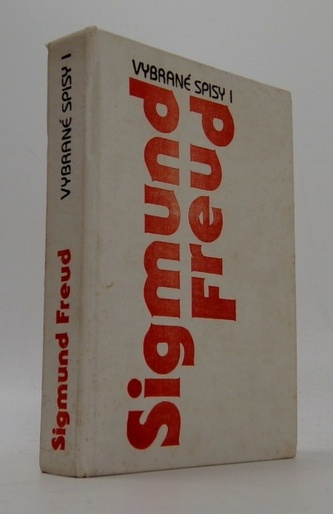 Sigmund Freud VYBRANÉ SPISY I
VYBRANÉ SPISY I
Sigmund
Freud